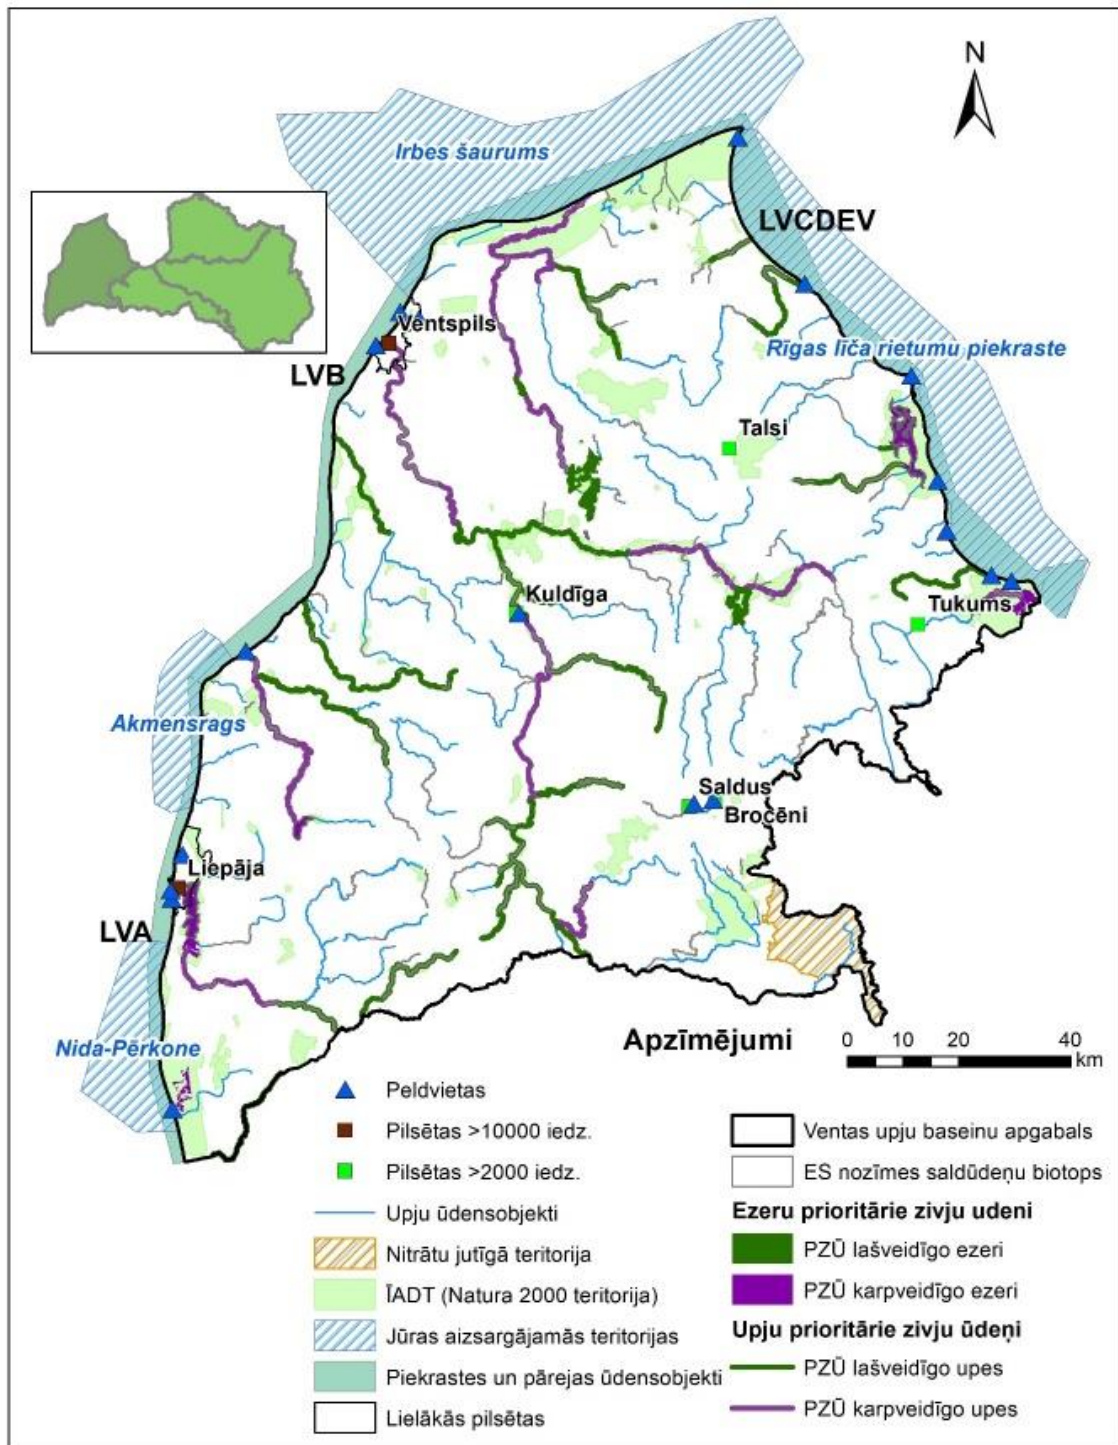 N
Irbes šaurums
LVCDEV
Ventspils
Rīgas līča rietumu piekraste
LVB
Talsi
Kuldīga
Tukums
Akmensrags
Saldus
Brocēni
Liepāja
LVA
Nida-Pērkone
Apzīmējumi
0 10 20 40
km
Peldvietas
Pilsētas >10000 iedz.
Pilsētas >2000 iedz.
Upju ūdensobjekti
Nitrātu jutīgā teritorija
ĪADT (Natura 2000 teritorija)
Jūras aizsargājamās teritorijas
Piekrastes un pārejas ūdensobjekti
Lielākās pilsētas
Ventas upju baseinu apgabals
ES nozīmes saldūdeņu biotops
Ezeru prioritārie zivju udeni
PZŪ lašveidīgo ezeri
PZŪ karpveidīgo ezeri
Upju prioritārie zivju ūdeņi
PZŪ lašveidīgo upes
PZŪ karpveidīgo upes